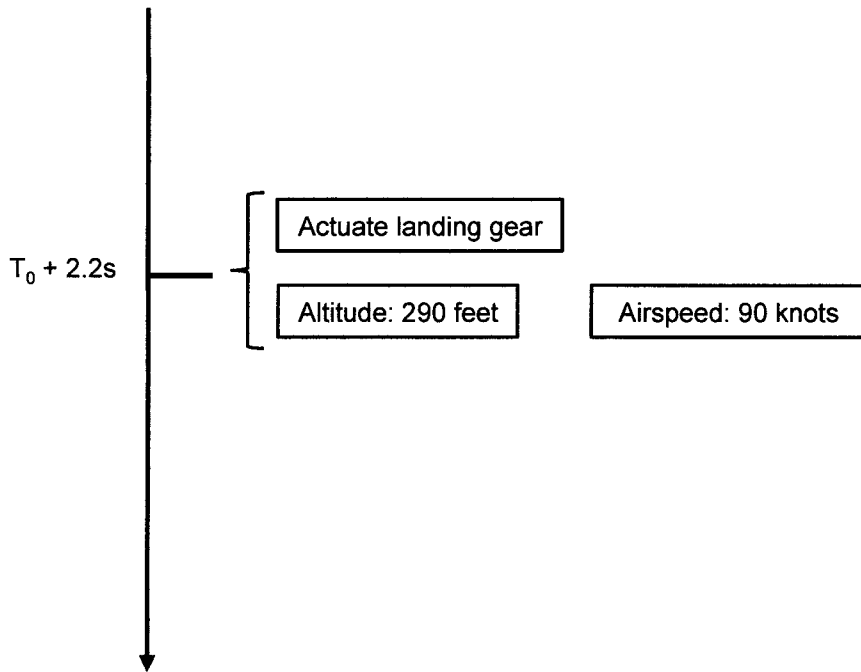 Actuate landing gear
T₀ + 2.2s
Altitude: 290 feet
Airspeed: 90 knots